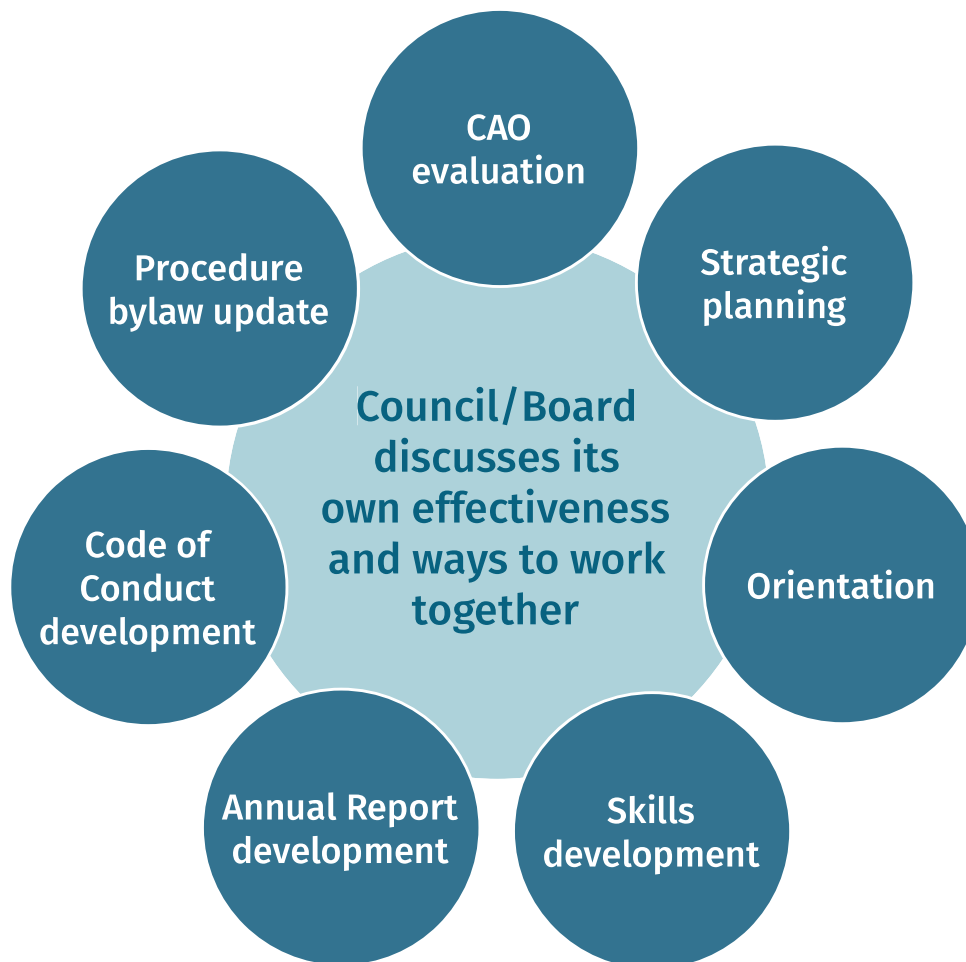 CAO
evaluation
Strategic
planning
Orientation
Skills
development
Annual Report
development
Code of
Conduct
development
Procedure
bylaw update
Council/Board
discusses its
own effectiveness
and ways to work
together